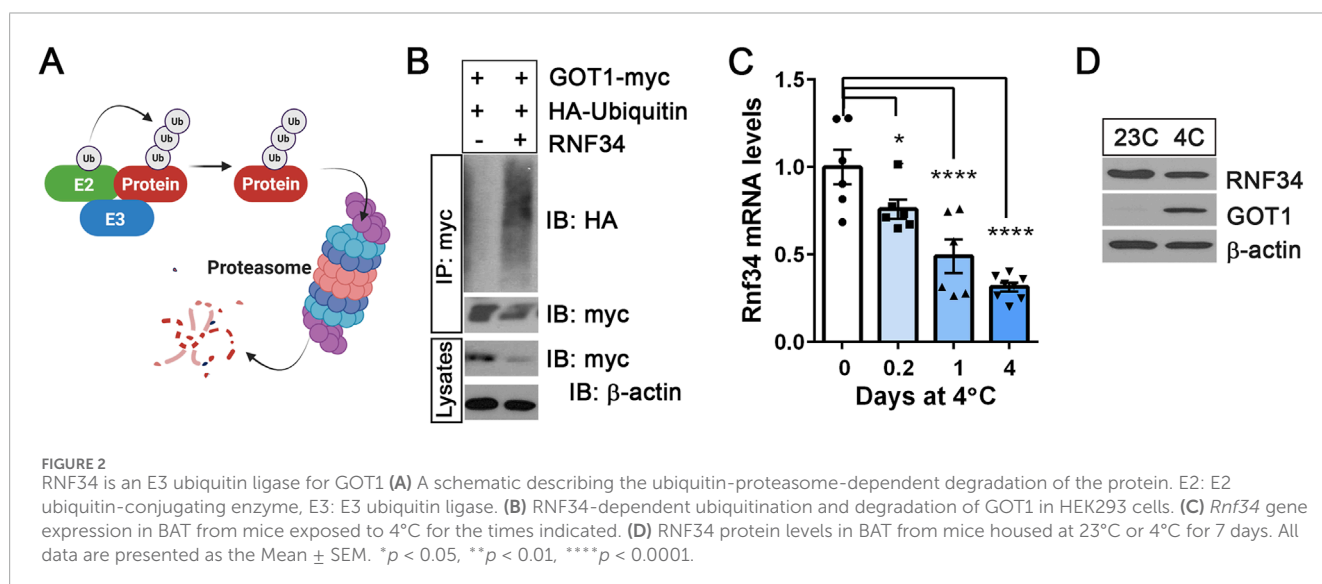 A
Ub
Ub
Ub
Ub
E2
Protein
E3
Ub
Ub
Ub
Protein
Proteasome
B
+ + GOT1-myc
+ + HA-Ubiquitin
- + RNF34
IP: myc
IB: HA
IB: myc
Lysates
IB: myc
IB: β-actin
C
Rnf34 mRNA levels
1.5
1.0
0.5
0.0
*
****
****
0 0.2 1 4
Days at 4°C
D
23C 4C
RNF34
GOT1
β-actin
FIGURE 2
RNF34 is an E3 ubiquitin ligase for GOT1 (A) A schematic describing the ubiquitin-proteasome-dependent degradation of the protein. E2: E2
ubiquitin-conjugating enzyme, E3: E3 ubiquitin ligase. (B) RNF34-dependent ubiquitination and degradation of GOT1 in HEK293 cells. (C) Rnf34 gene
expression in BAT from mice exposed to 4°C for the times indicated. (D) RNF34 protein levels in BAT from mice housed at 23°C or 4°C for 7 days. All
data are presented as the Mean ± SEM. *p < 0.05, **p < 0.01, ****p < 0.0001.